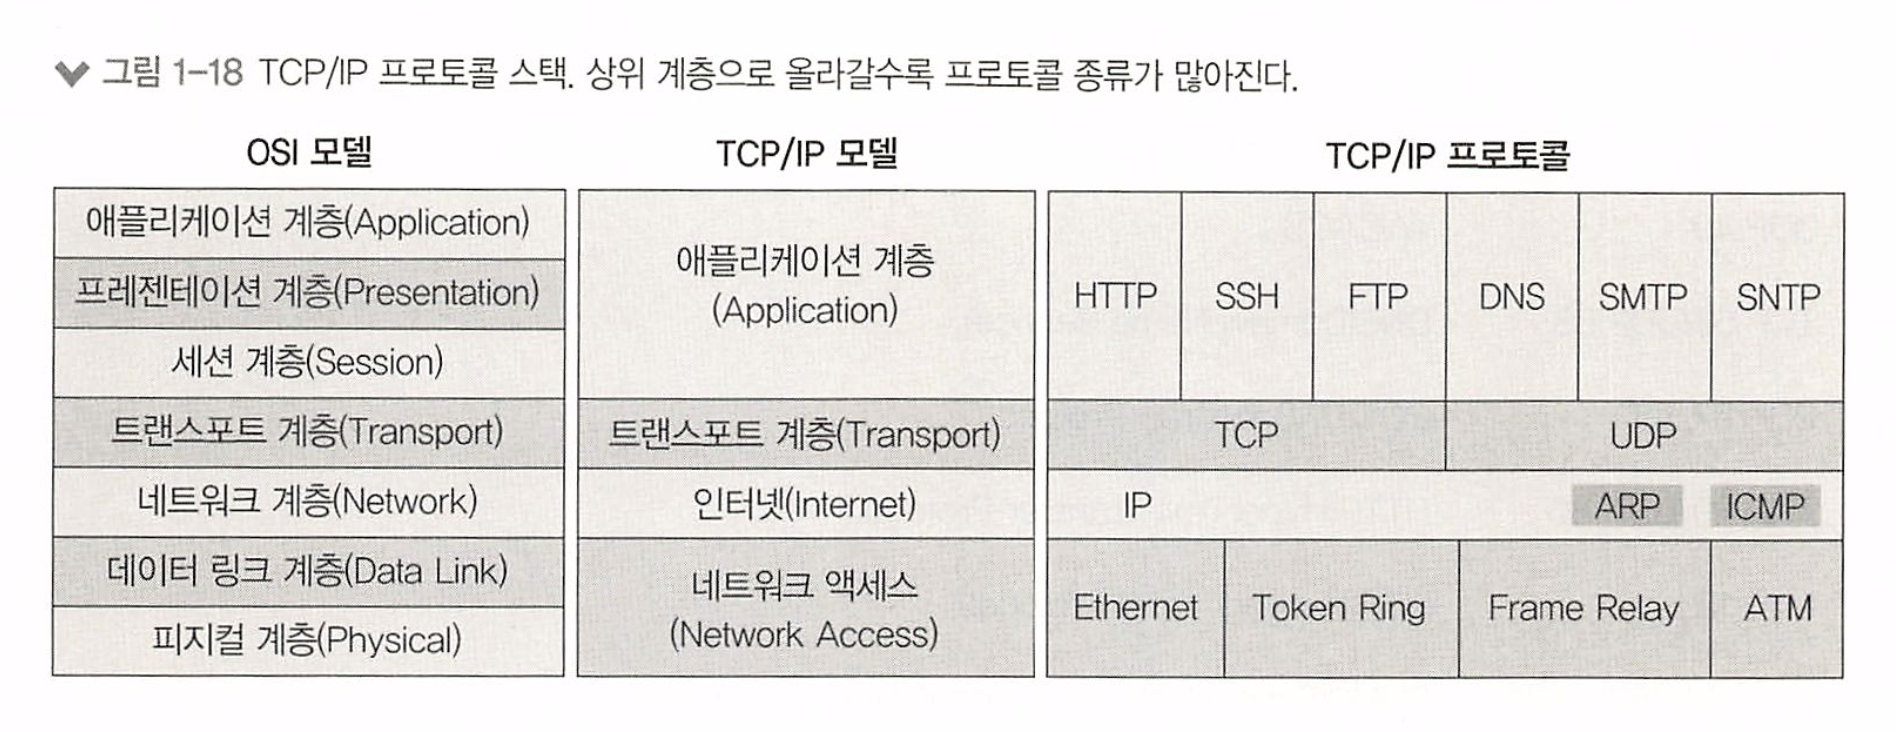 그림 1-18 TCP/IP 프로토콜 스택. 상위 계층으로 올라갈수록 프로토콜 종류가 많아진다.
OSI 모델
애플리케이션 계층(Application)
프레젠테이션 계층(Presentation)
세션 계층(Session)
트랜스포트 계층(Transport)
네트워크 계층(Network)
데이터 링크 계층(Data Link)
피지컬 계층(Physical)
TCP/IP 모델
애플리케이션 계층
(Application)
트랜스포트 계층(Transport)
인터넷(Internet)
네트워크 액세스
(Network Access)
TCP/IP 프로토콜
HTTP SSH FTP DNS SMTP SNTP
TCP UDP
IP ARP ICMP
Ethernet Token Ring Frame Relay ATM